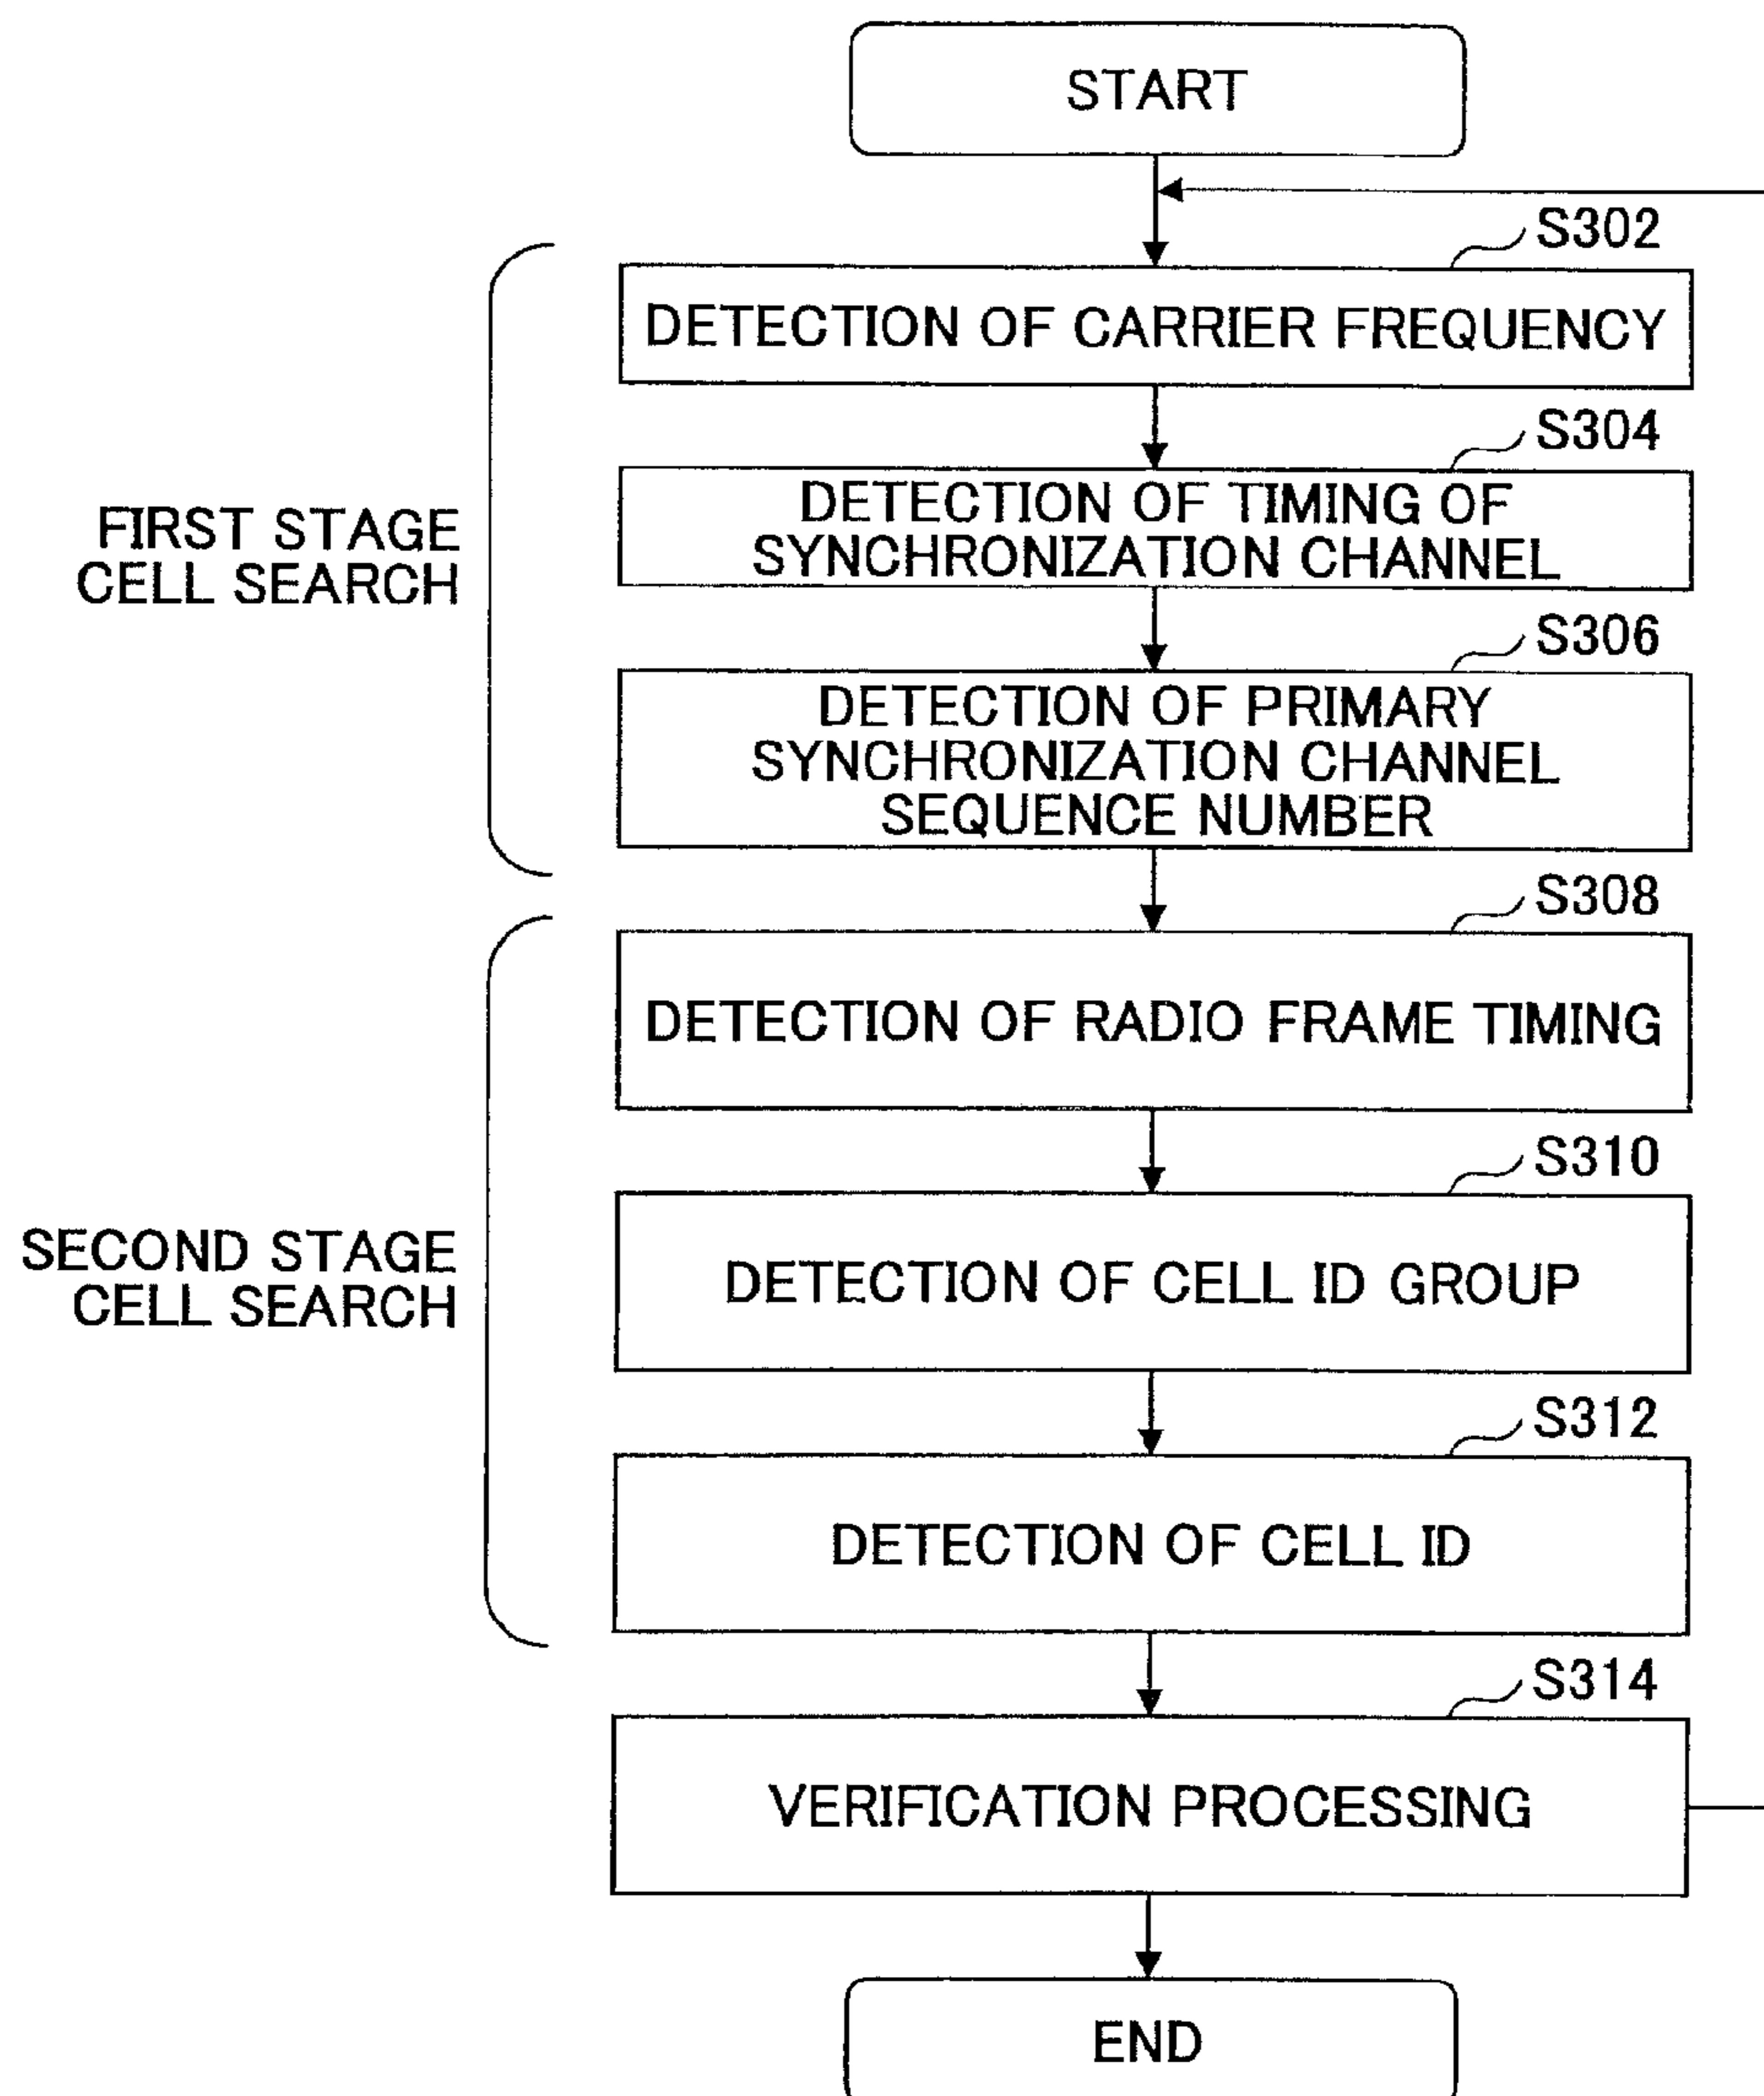 START
S302
DETECTION OF CARRIER FREQUENCY
S304
DETECTION OF TIMING OF
SYNCHRONIZATION CHANNEL
FIRST STAGE
CELL SEARCH
S306
DETECTION OF PRIMARY
SYNCHRONIZATION CHANNEL
SEQUENCE NUMBER
S308
DETECTION OF RADIO FRAME TIMING
S310
DETECTION OF CELL ID GROUP
SECOND STAGE
CELL SEARCH
S312
DETECTION OF CELL ID
S314
VERIFICATION PROCESSING
END